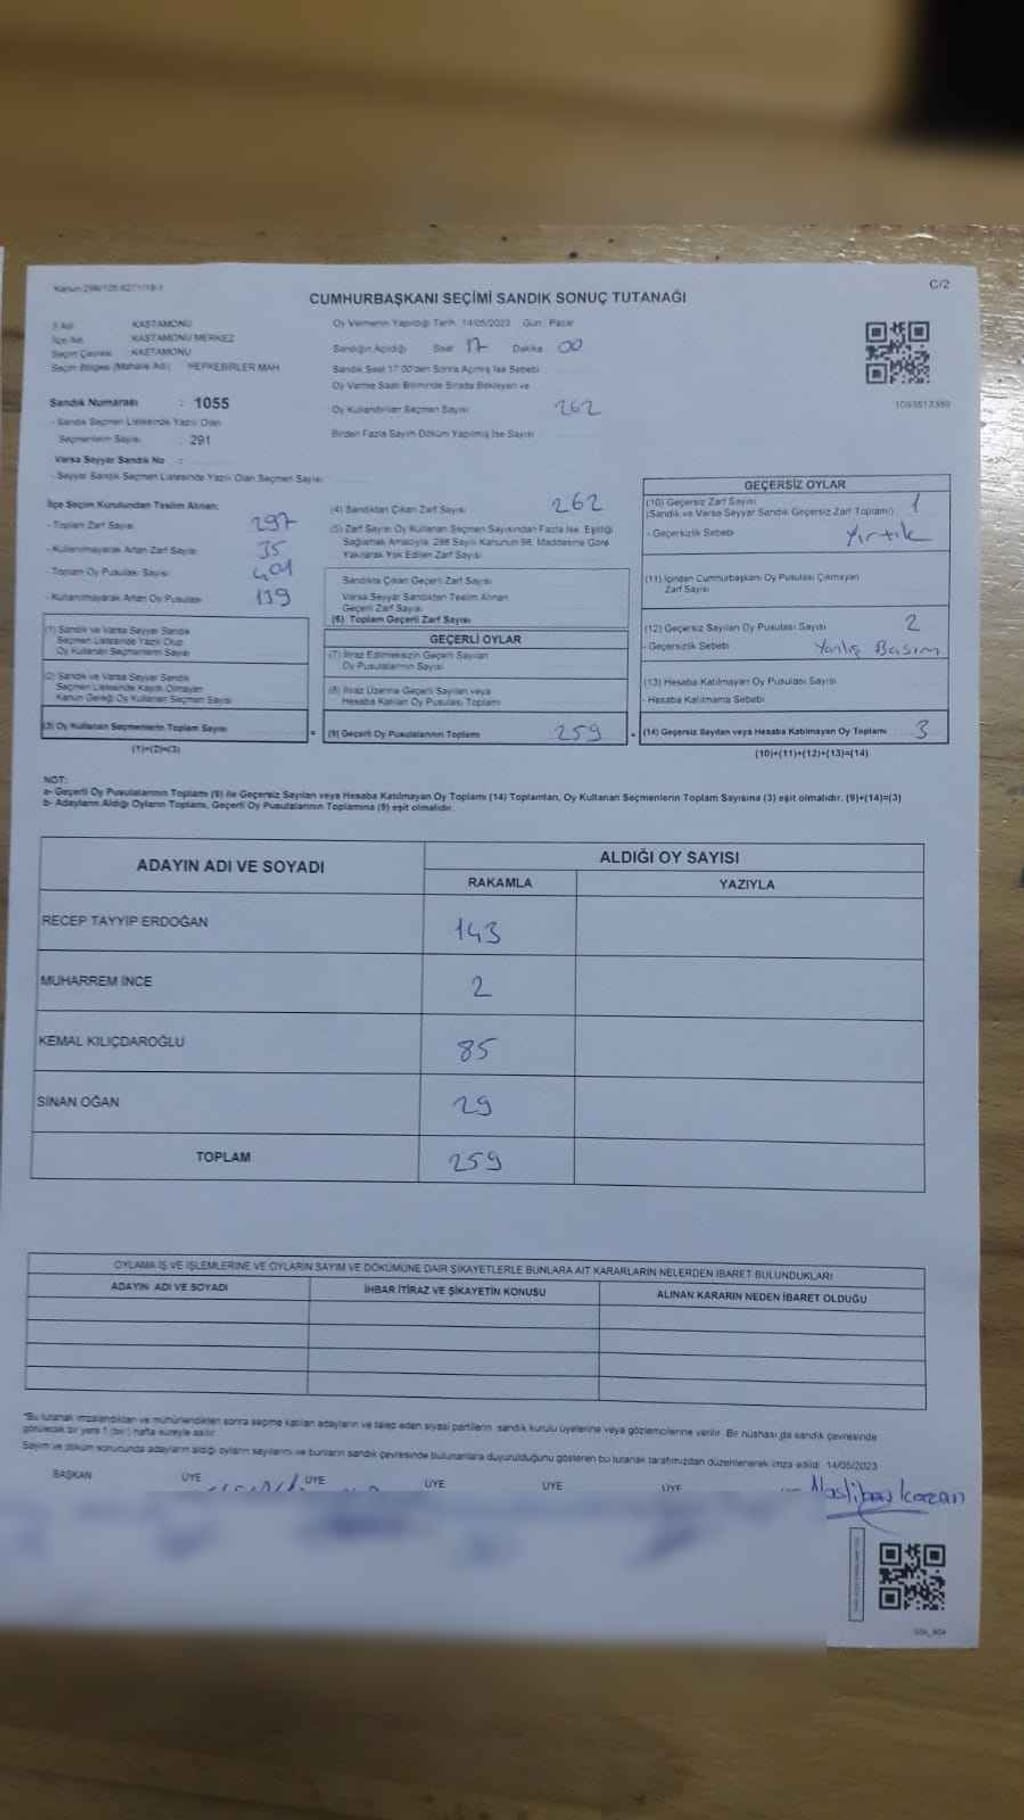 C/2
CUMHURBAŞKANI SEÇİMİ SANDIK SONUÇ TUTANAĞI
İl Adı KASTAMONU
İlçe Adı KASTAMONU MERKEZ
Seçim Çevresi KASTAMONU
Seçim Bölgesi (Mahalle Adı) HEPKEBİRLER MAH
Sandık Numarası : 1055
- Sandık Seçmen Listesinde Yazılı Olan
Seçmenlerin Sayısı : 291
Varsa Seyyar Sandık No :
- Seyyar Sandık Seçmen Listesinde Yazılı Olan Seçmen Sayısı
Oy Vermenin Yapıldığı Tarih: 14/05/2023 Gün: Pazar
Sandığın Açıldığı Saat 17 Dakika 00
Sandık Saat 17:00'den Sonra Açılmış İse Sebebi
Oy Verme Saati Bitiminde Sırada Bekleyen ve
Oy Kullandırılan Seçmen Sayısı 262
Birden Fazla Sayım Döküm Yapılmış İse Sayısı
İlçe Seçim Kurulundan Teslim Alınan;
- Toplam Zarf Sayısı 297
- Kullanılmayarak Artan Zarf Sayısı 35
- Toplam Oy Pusulası Sayısı 401
- Kullanılmayarak Artan Oy Pusulası 139
(1) Sandık ve Varsa Seyyar Sandık
Seçmen Listesinde Yazılı Olup
Oy Kullanan Seçmenlerin Sayısı
(2) Sandık ve Varsa Seyyar Sandık
Seçmen Listesinde Kayıtlı Olmayan
Kanun Gereği Oy Kullanan Seçmen Sayısı
(3) Oy Kullanan Seçmenlerin Toplam Sayısı
(1)+(2)=(3)
(4) Sandıktan Çıkan Zarf Sayısı 262
(5) Zarf Sayısı Oy Kullanan Seçmen Sayısından Fazla İse, Eşitliği
Sağlamak Amacıyla, 298 Sayılı Kanunun 98. Maddesine Göre
Yakılarak Yok Edilen Zarf Sayısı
Sandıkta Çıkan Geçerli Zarf Sayısı
Varsa Seyyar Sandıktan Teslim Alınan
Geçerli Zarf Sayısı
(6) Toplam Geçerli Zarf Sayısı
GEÇERLİ OYLAR
(7) İtiraz Edilmeksizin Geçerli Sayılan
Oy Pusulalarının Sayısı
(8) İtiraz Üzerine Geçerli Sayılan veya
Hesaba Katılan Oy Pusulası Toplamı
= (9) Geçerli Oy Pusulalarının Toplamı 259
GEÇERSİZ OYLAR
(10) Geçersiz Zarf Sayısı 1
(Sandık ve Varsa Seyyar Sandık Geçersiz Zarf Toplamı)
- Geçersizlik Sebebi Yırtık
(11) İçinden Cumhurbaşkanı Oy Pusulası Çıkmayan
Zarf Sayısı
(12) Geçersiz Sayılan Oy Pusulası Sayısı 2
- Geçersizlik Sebebi Yanlış Basım
(13) Hesaba Katılmayan Oy Pusulası Sayısı
- Hesaba Katılmama Sebebi
+ (14) Geçersiz Sayılan veya Hesaba Katılmayan Oy Toplamı 3
(10)+(11)+(12)+(13)=(14)
NOT:
a- Geçerli Oy Pusulalarının Toplamı (9) ile Geçersiz Sayılan veya Hesaba Katılmayan Oy Toplamı (14) Toplamları, Oy Kullanan Seçmenlerin Toplam Sayısına (3) eşit olmalıdır. (9)+(14)=(3)
b- Adayların Aldığı Oyların Toplamı, Geçerli Oy Pusulalarının Toplamına (9) eşit olmalıdır.
ADAYIN ADI VE SOYADI
ALDIĞI OY SAYISI
RAKAMLA YAZIYLA
RECEP TAYYİP ERDOĞAN 143
MUHARREM İNCE 2
KEMAL KILIÇDAROĞLU 85
SİNAN OĞAN 29
TOPLAM 259
OYLAMA İŞ VE İŞLEMLERİNE VE OYLARIN SAYIM VE DÖKÜMÜNE DAİR ŞİKAYETLERLE BUNLARA AİT KARARLARIN NELERDEN İBARET BULUNDUKLARI
ADAYIN ADI VE SOYADI İHBAR İTİRAZ VE ŞİKAYETİN KONUSU ALINAN KARARIN NEDEN İBARET OLDUĞU
*Bu tutanak imzalandıktan ve mühürlendikten sonra seçime katılan adayların ve talep eden siyasi partilerin sandık kurulu üyelerine veya gözlemcilerine verilir. Bir nüshası da sandık çevresinde
görülecek bir yere 1 (bir) hafta süreyle asılır.
Sayım ve döküm sonucunda adayların aldığı oyların sayılarını ve bunların sandık çevresinde bulunanlara duyurulduğunu gösteren bu tutanak tarafımızdan düzenlenerek imza edildi. 14/05/2023
BAŞKAN ÜYE ÜYE ÜYE ÜYE ÜYE